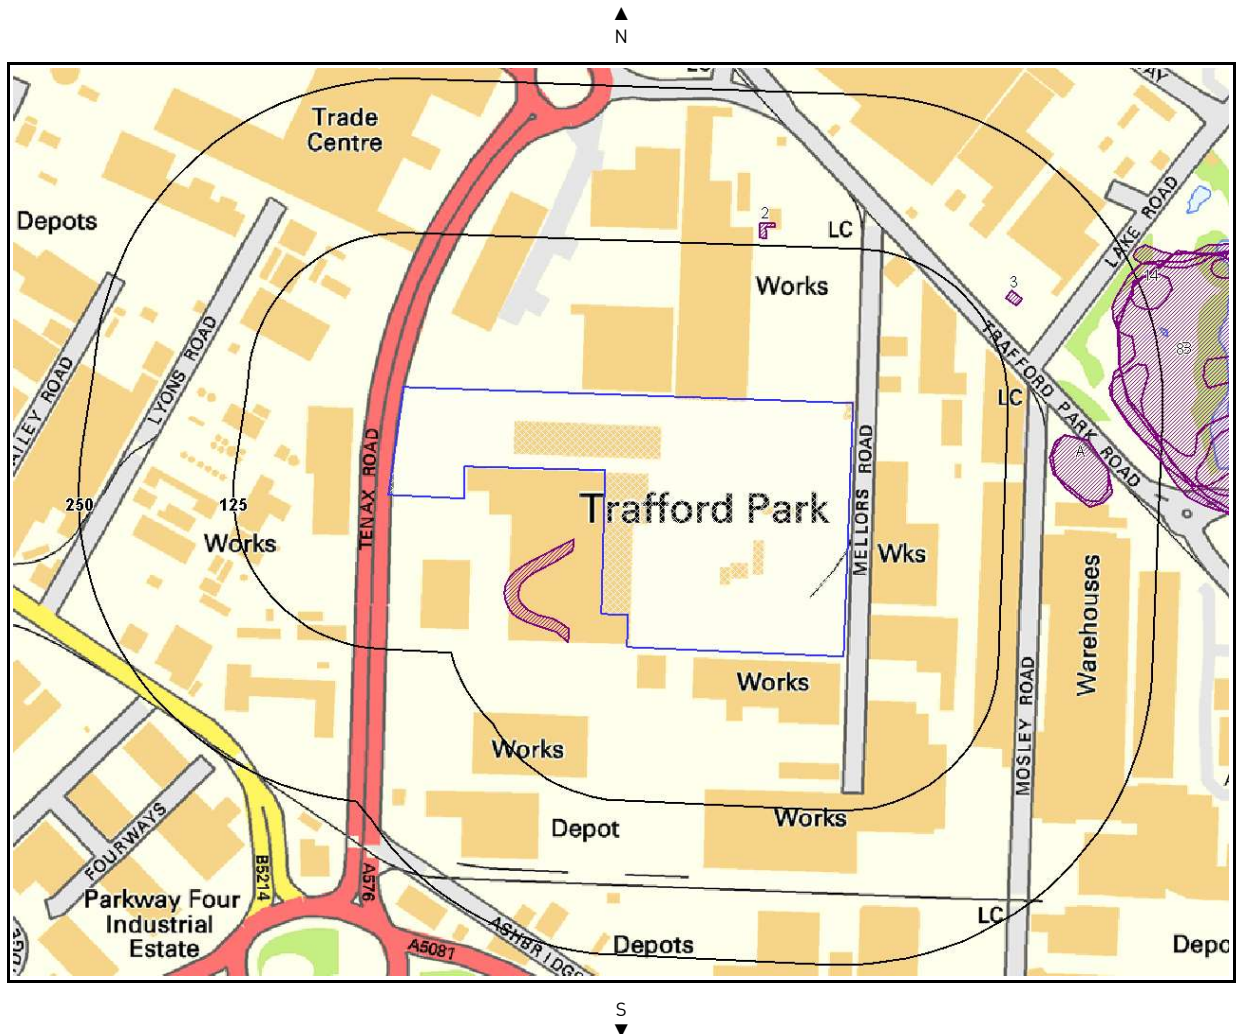 ▲
N
Trade
Centre
Depots
LYONS ROAD
TENAX ROAD
2
LC
Works
LAKE ROAD
14
3
TRAFFORD PARK ROAD
LC
A
250
125
Works
Trafford Park
MELLORS ROAD
Wks
Warehouses
MOSLEY ROAD
Works
Works
Works
Depot
FOURWAYS
B5214
A576
Parkway Four
Industrial
Estate
A5081
Depots
LC
S
▼